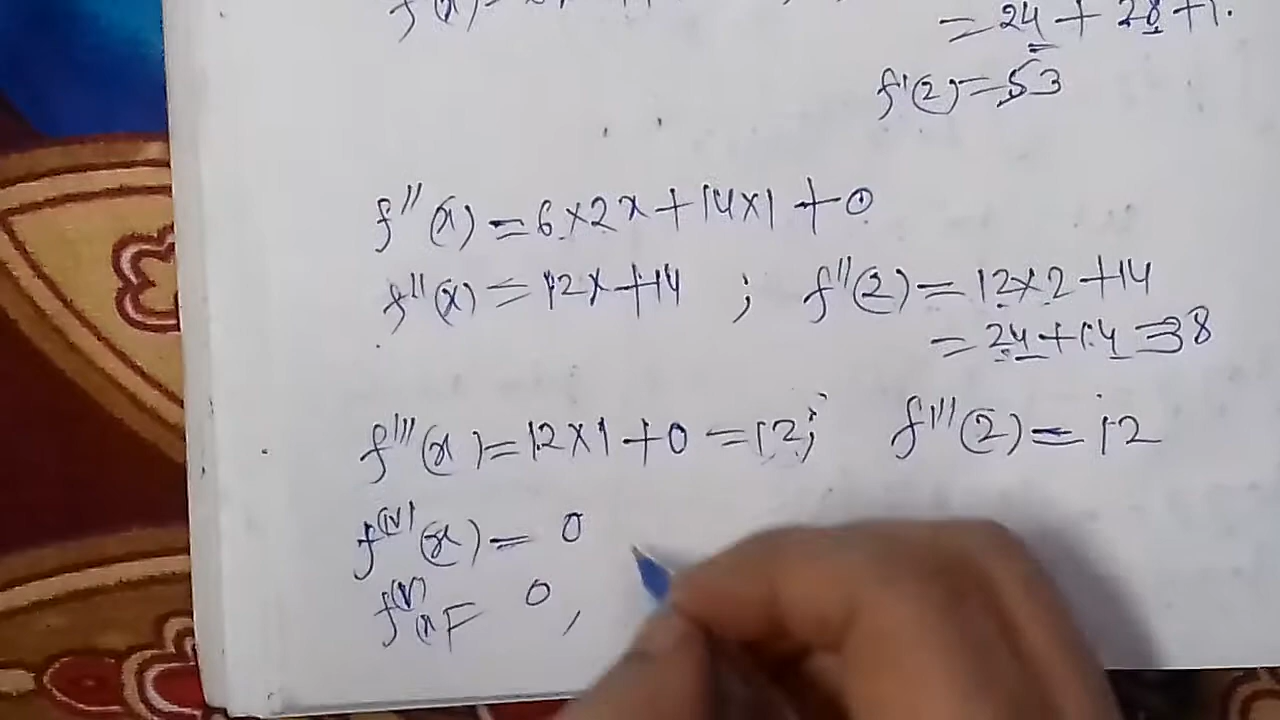 = 24 + 28 + 1.
f'(2) = 53
f''(x) = 6×2x + 14×1 + 0
f''(x) = 12x + 14 ; f''(2) = 12×2 + 14
= 24 + 14 = 38
f'''(x) = 12×1 + 0 = 12; f'''(2) = 12
f⁽ᴵⱽ⁾(x) = 0
f⁽ⱽ⁾(x) = 0,